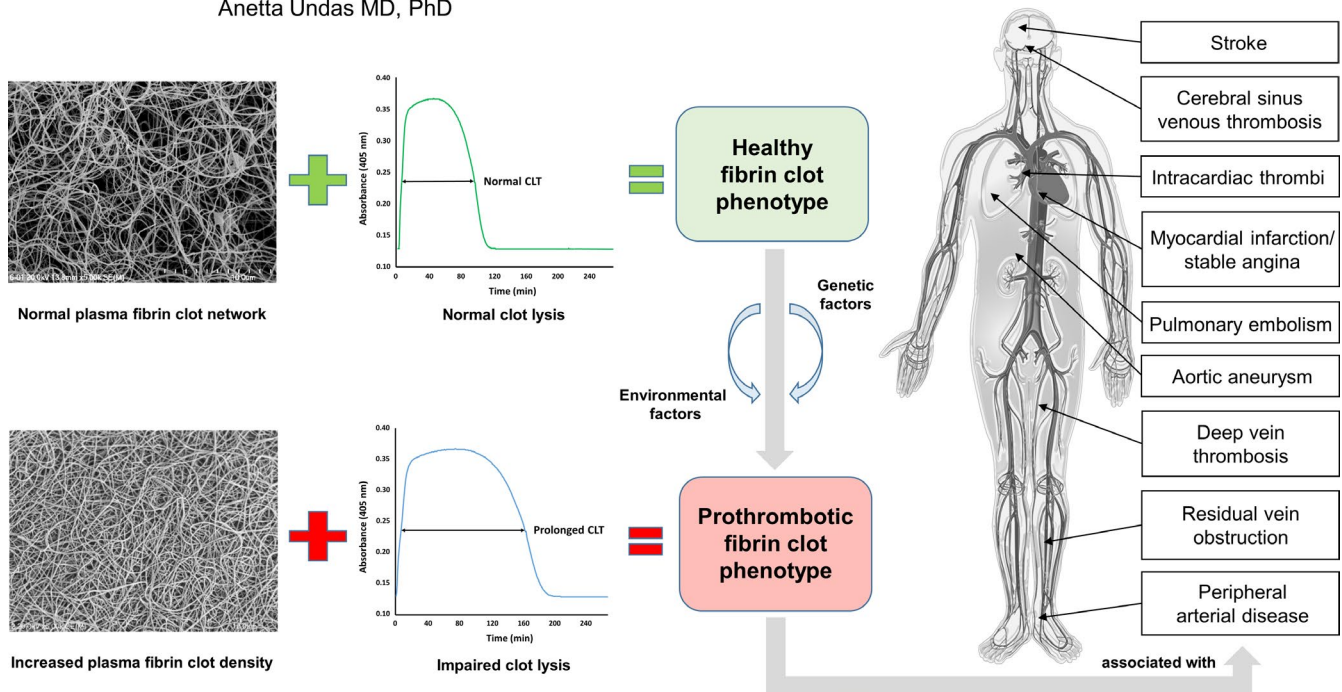 Anetta Undas MD, PhD
0.40
0.35
0.30
0.25
0.20
0.15
0.10
Absorbance (405 nm)
Normal CLT
0 40 80 120 160 200 240
Time (min)
Normal plasma fibrin clot network
Normal clot lysis
Healthy
fibrin clot
phenotype
Genetic
factors
Environmental
factors
0.40
0.35
0.30
0.25
0.20
0.15
0.10
Absorbance (405 nm)
Prolonged CLT
0 40 80 120 160 200 240
Time (min)
Increased plasma fibrin clot density
Impaired clot lysis
Prothrombotic
fibrin clot
phenotype
Stroke
Cerebral sinus
venous thrombosis
Intracardiac thrombi
Myocardial infarction/
stable angina
Pulmonary embolism
Aortic aneurysm
Deep vein
thrombosis
Residual vein
obstruction
Peripheral
arterial disease
associated with